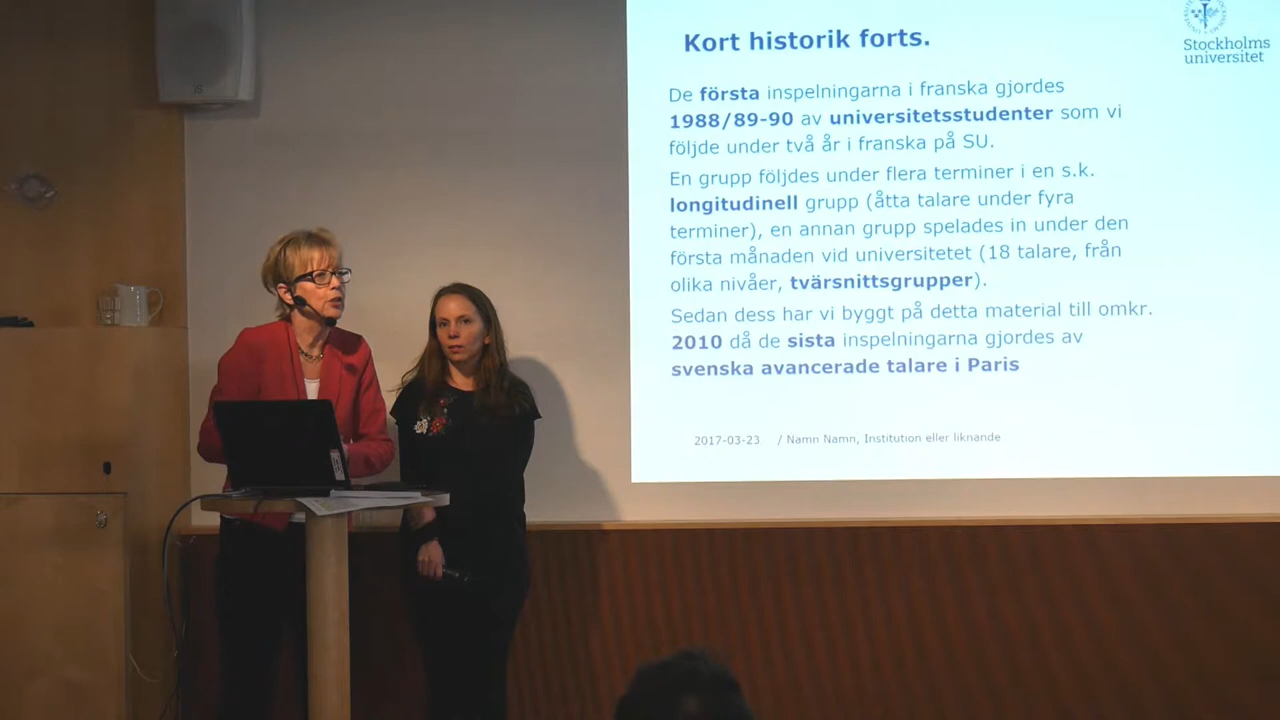 Kort historik forts.
Stockholms
universitet
De första inspelningarna i franska gjordes
1988/89-90 av universitetsstudenter som vi
följde under två år i franska på SU.
En grupp följdes under flera terminer i en s.k.
longitudinell grupp (åtta talare under fyra
terminer), en annan grupp spelades in under den
första månaden vid universitetet (18 talare, från
olika nivåer, tvärsnittsgrupper).
Sedan dess har vi byggt på detta material till omkr.
2010 då de sista inspelningarna gjordes av
svenska avancerade talare i Paris
2017-03-23 / Namn Namn, Institution eller liknande